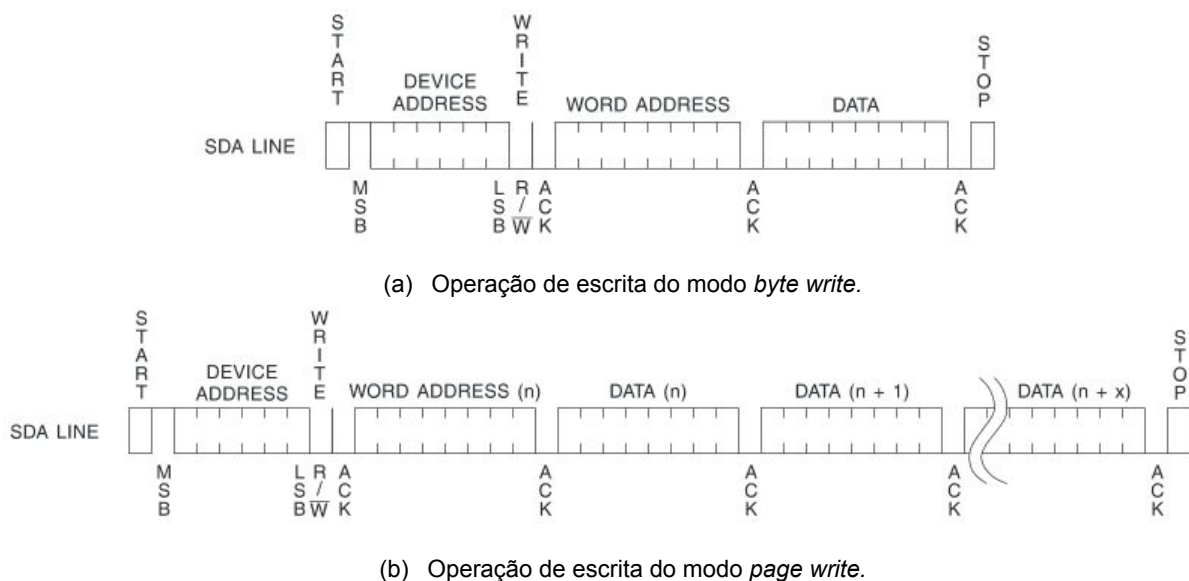 START
WRITE
STOP
DEVICE
ADDRESS
WORD ADDRESS
DATA
SDA LINE
MSB
LSB
R/W
ACK
ACK
ACK
(a) Operação de escrita do modo byte write.
START
WRITE
STOP
DEVICE
ADDRESS
WORD ADDRESS (n)
DATA (n)
DATA (n + 1)
DATA (n + x)
SDA LINE
MSB
LSB
R/W
ACK
ACK
ACK
ACK
ACK
(b) Operação de escrita do modo page write.